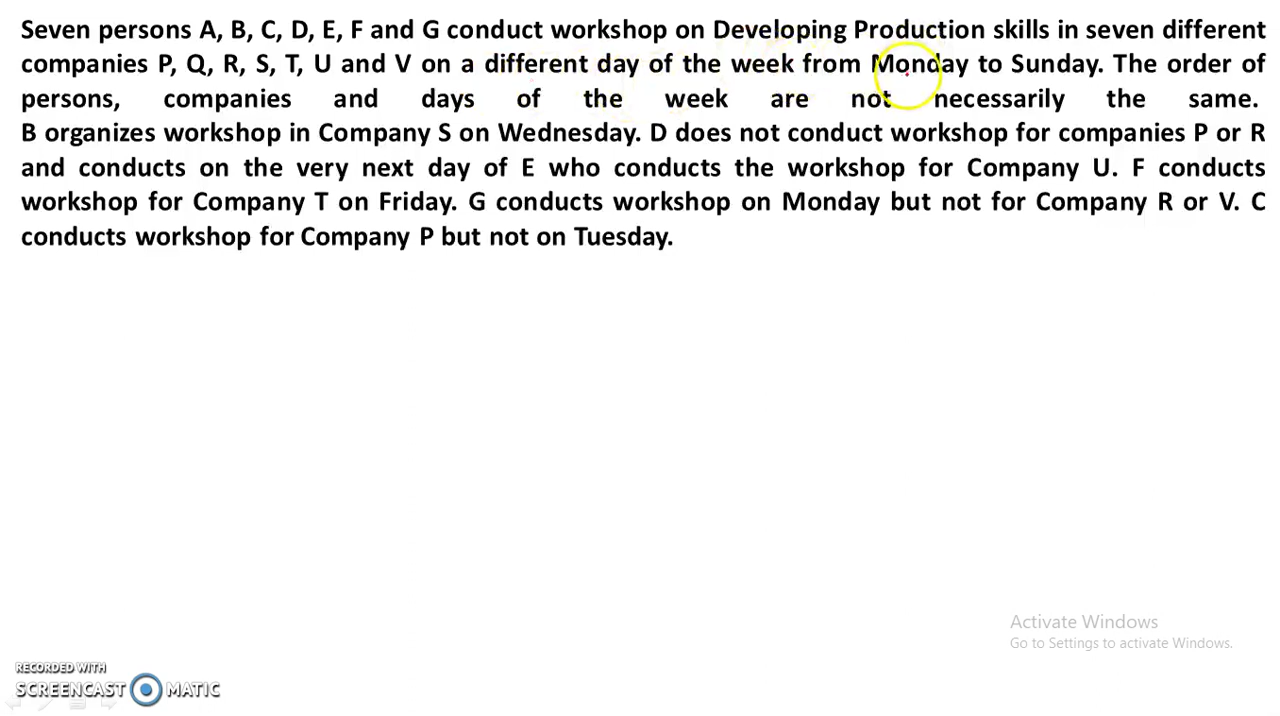 Seven persons A, B, C, D, E, F and G conduct workshop on Developing Production skills in seven different
companies P, Q, R, S, T, U and V on a different day of the week from Monday to Sunday. The order of
persons, companies and days of the week are not necessarily the same.
B organizes workshop in Company S on Wednesday. D does not conduct workshop for companies P or R
and conducts on the very next day of E who conducts the workshop for Company U. F conducts
workshop for Company T on Friday. G conducts workshop on Monday but not for Company R or V. C
conducts workshop for Company P but not on Tuesday.
Activate Windows
Go to Settings to activate Windows.
RECORDED WITH
SCREENCAST MATIC